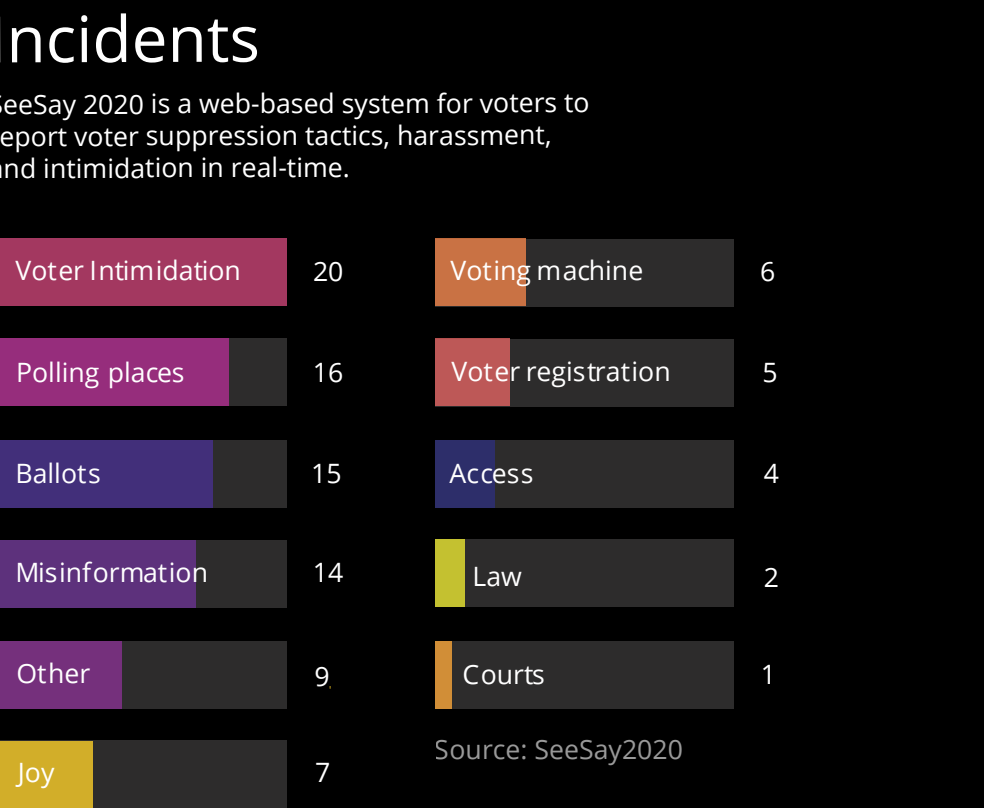 Incidents
SeeSay 2020 is a web-based system for voters to
report voter suppression tactics, harassment,
and intimidation in real-time.
Voter Intimidation 20
Polling places 16
Ballots 15
Misinformation 14
Other 9
Joy 7
Voting machine 6
Voter registration 5
Access 4
Law 2
Courts 1
Source: SeeSay2020